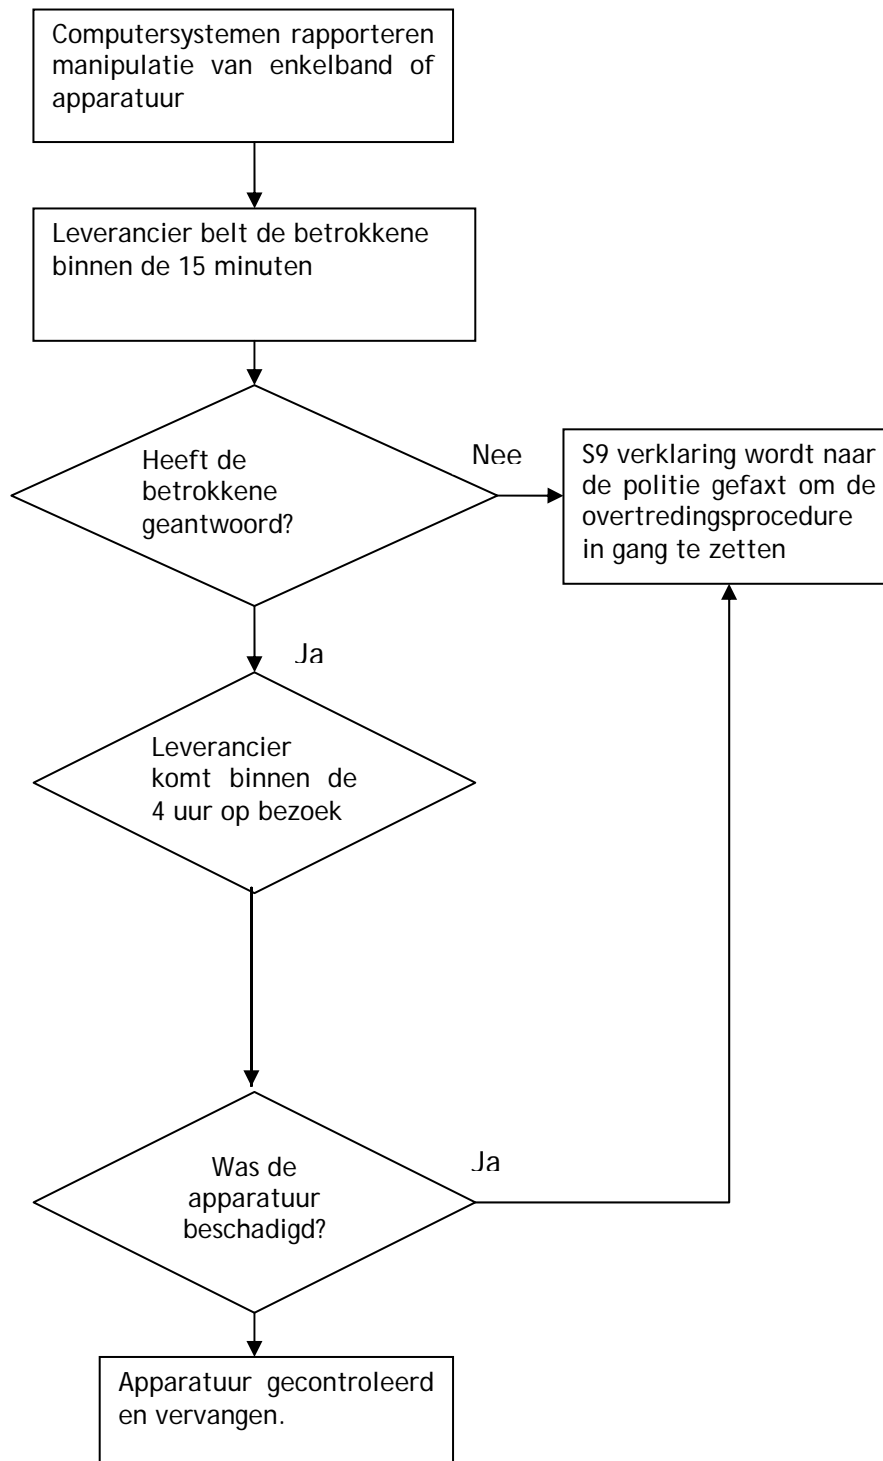 Computersystemen rapporteren
manipulatie van enkelband of
apparatuur
Leverancier belt de betrokkene
binnen de 15 minuten
Heeft de
betrokkene
geantwoord?
Nee
S9 verklaring wordt naar
de politie gefaxt om de
overtredingsprocedure
in gang te zetten
Ja
Leverancier
komt binnen de
4 uur op bezoek
Was de
apparatuur
beschadigd?
Ja
Apparatuur gecontroleerd
en vervangen.